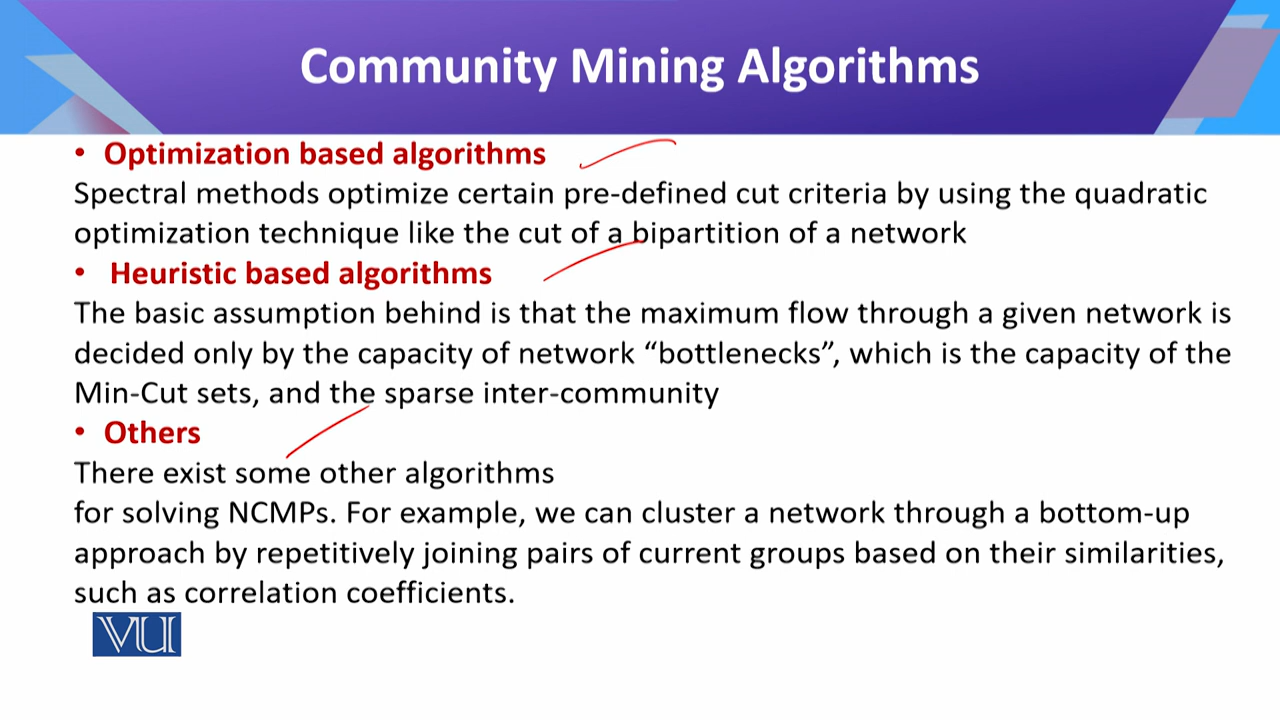 Community Mining Algorithms
• Optimization based algorithms
Spectral methods optimize certain pre-defined cut criteria by using the quadratic
optimization technique like the cut of a bipartition of a network
• Heuristic based algorithms
The basic assumption behind is that the maximum flow through a given network is
decided only by the capacity of network “bottlenecks”, which is the capacity of the
Min-Cut sets, and the sparse inter-community
• Others
There exist some other algorithms
for solving NCMPs. For example, we can cluster a network through a bottom-up
approach by repetitively joining pairs of current groups based on their similarities,
such as correlation coefficients.
VU